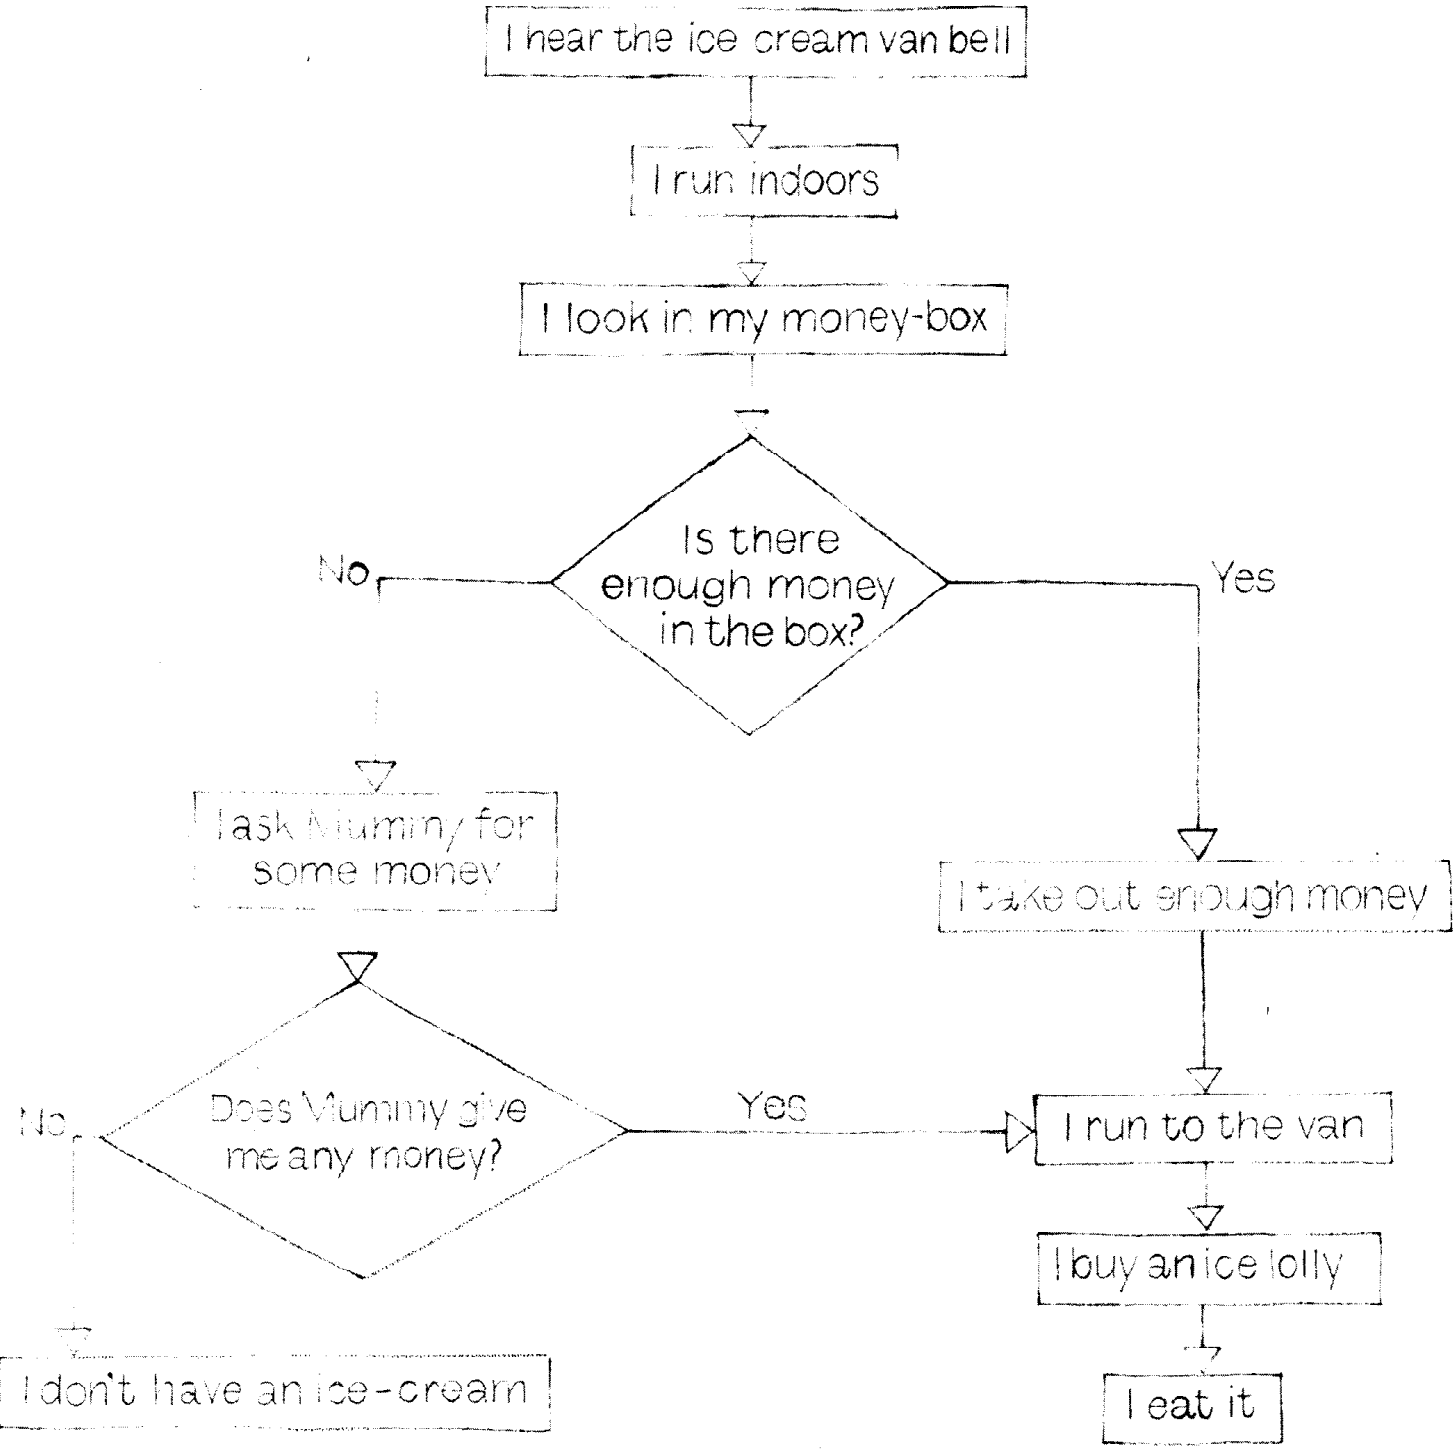 I hear the ice cream van bell
I run indoors
I look in my money-box
Is there
enough money
in the box?
No
Yes
I ask Mummy for
some money
I take out enough money
Does Mummy give
me any money?
No
Yes
I run to the van
I buy an ice lolly
I don't have an ice-cream
I eat it